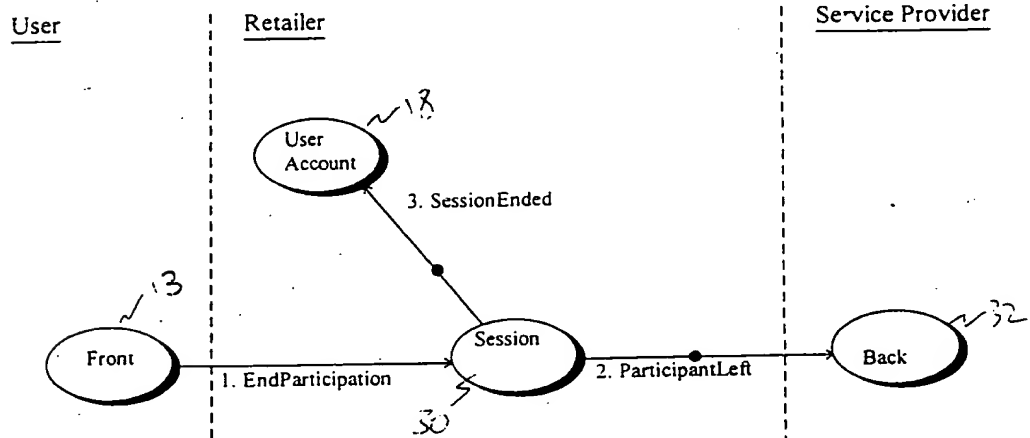 User
Retailer
Service Provider
18
User
Account
3. SessionEnded
13
Front
1. EndParticipation
Session
30
2. ParticipantLeft
32
Back